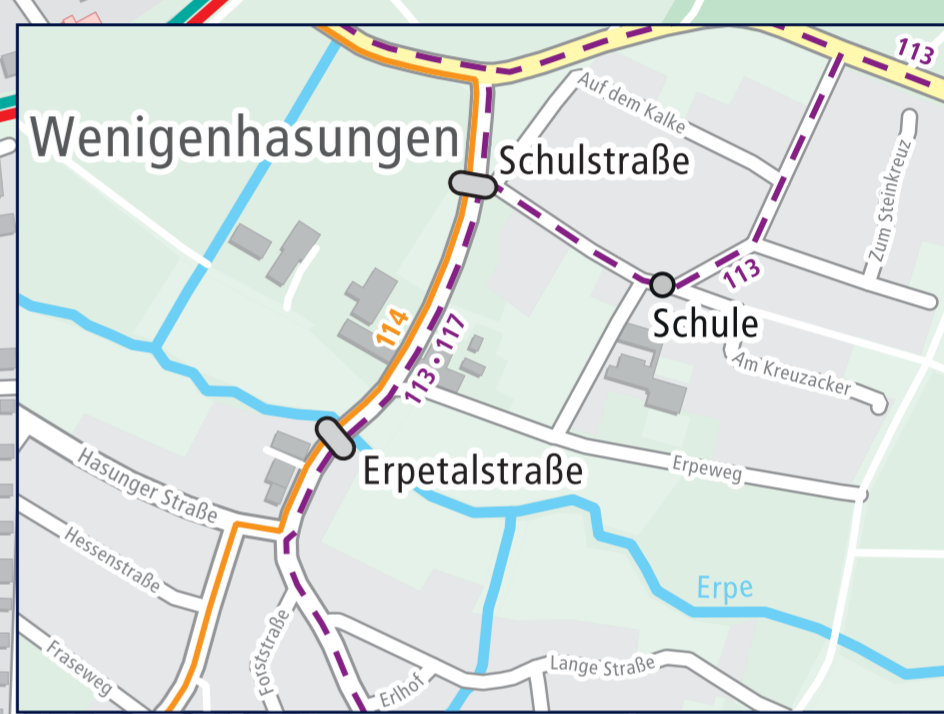 113
Auf dem Kalke
Wenigenhasungen
Schulstraße
Zum Steinkreuz
113
Schule
114
113 • 117
Am Kreuzacker
Erpetalstraße
Erpeweg
Hasunger Straße
Hessenstraße
Erpe
Forststraße
Fraseweg
Lange Straße
Erlhof